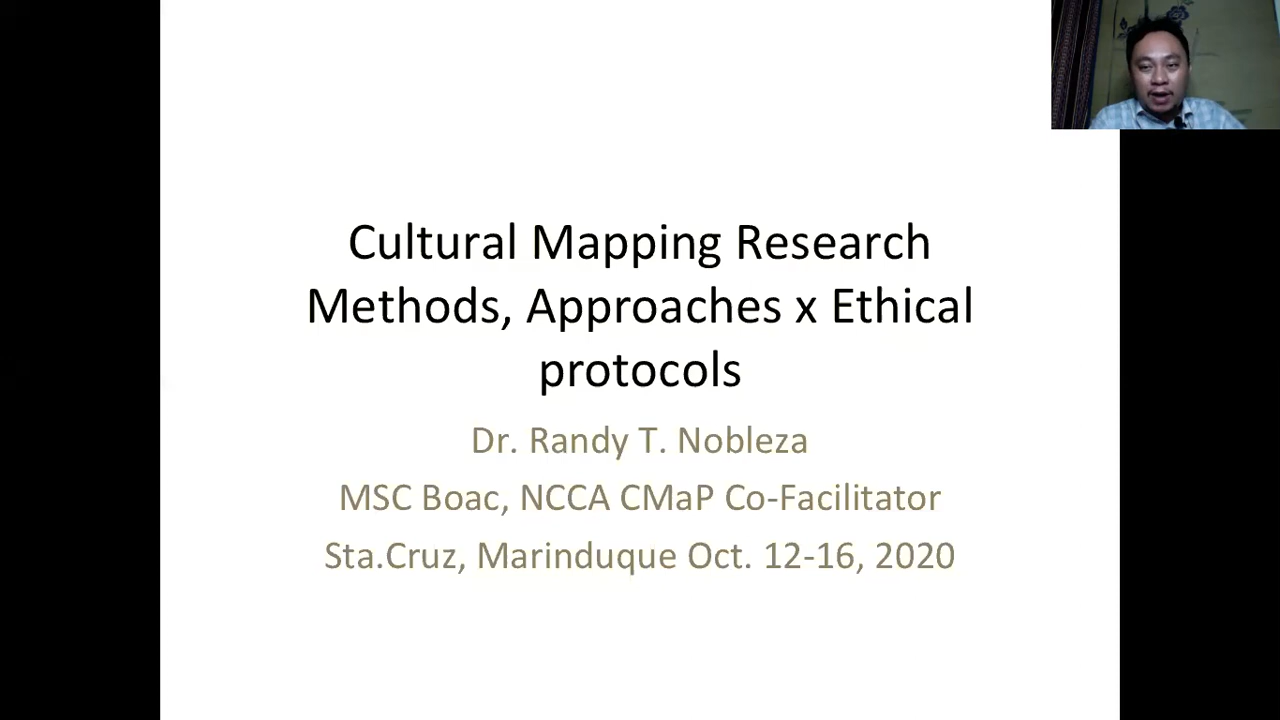 Cultural Mapping Research
Methods, Approaches x Ethical
protocols
Dr. Randy T. Nobleza
MSC Boac, NCCA CMaP Co-Facilitator
Sta.Cruz, Marinduque Oct. 12-16, 2020